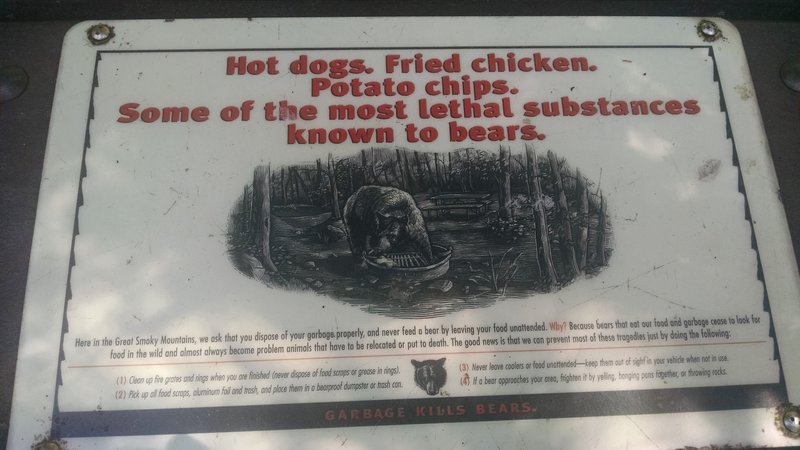 Hot dogs. Fried chicken.
Potato chips.
Some of the most lethal substances
known to bears.
Here in the Great Smoky Mountains, we ask that you dispose of your garbage properly, and never feed a bear by leaving your food unattended. Why? Because bears that eat our food and garbage cease to look for
food in the wild and almost always become problem animals that have to be relocated or put to death. The good news is that we can prevent most of these tragedies just by doing the following:
(1) Clean up fire grates and rings when you are finished (never dispose of food scraps or grease in rings).
(2) Pick up all food scraps, aluminum foil and trash, and place them in a bearproof dumpster or trash can.
(3) Never leave coolers or food unattended—keep them out of sight in your vehicle when not in use.
(4) If a bear approaches your area, frighten it by yelling, banging pans together, or throwing rocks.
GARBAGE KILLS BEARS.